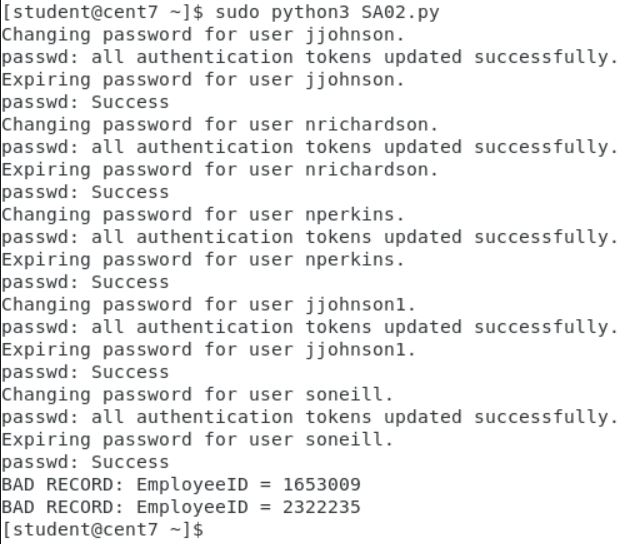 [student@cent7 ~]$ sudo python3 SA02.py
Changing password for user jjohnson.
passwd: all authentication tokens updated successfully.
Expiring password for user jjohnson.
passwd: Success
Changing password for user nrichardson.
passwd: all authentication tokens updated successfully.
Expiring password for user nrichardson.
passwd: Success
Changing password for user nperkins.
passwd: all authentication tokens updated successfully.
Expiring password for user nperkins.
passwd: Success
Changing password for user jjohnson1.
passwd: all authentication tokens updated successfully.
Expiring password for user jjohnson1.
passwd: Success
Changing password for user soneill.
passwd: all authentication tokens updated successfully.
Expiring password for user soneill.
passwd: Success
BAD RECORD: EmployeeID = 1653009
BAD RECORD: EmployeeID = 2322235
[student@cent7 ~]$